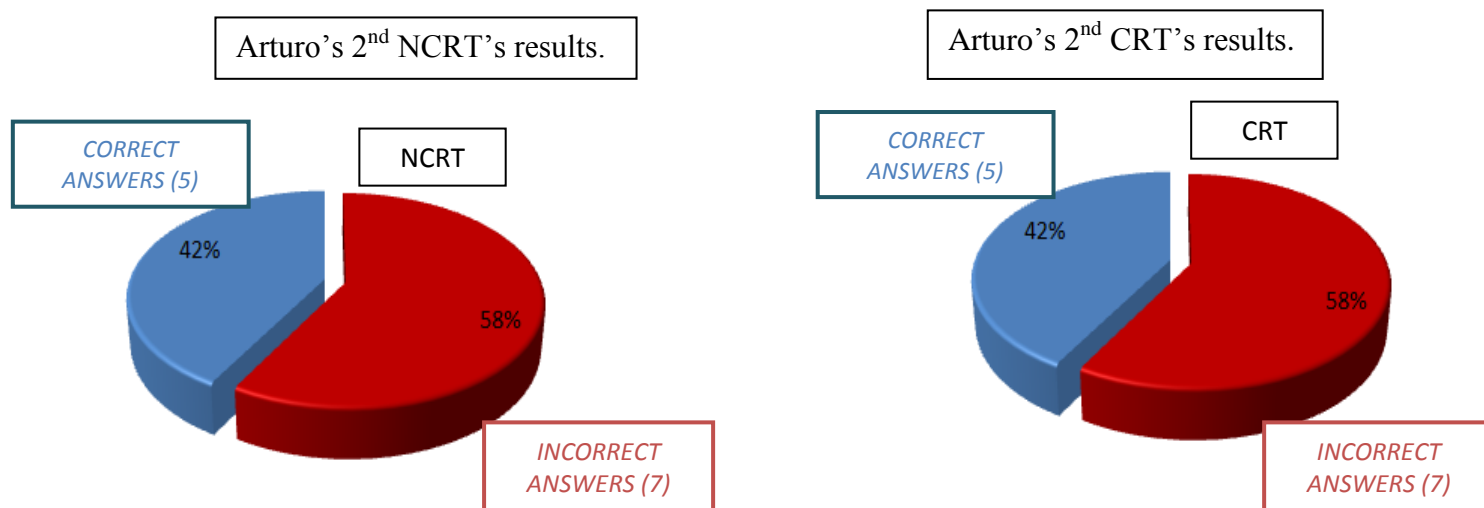 Arturo's 2nd NCRT's results.
CORRECT
ANSWERS (5)
NCRT
42%
58%
INCORRECT
ANSWERS (7)
Arturo's 2nd CRT's results.
CORRECT
ANSWERS (5)
CRT
42%
58%
INCORRECT
ANSWERS (7)